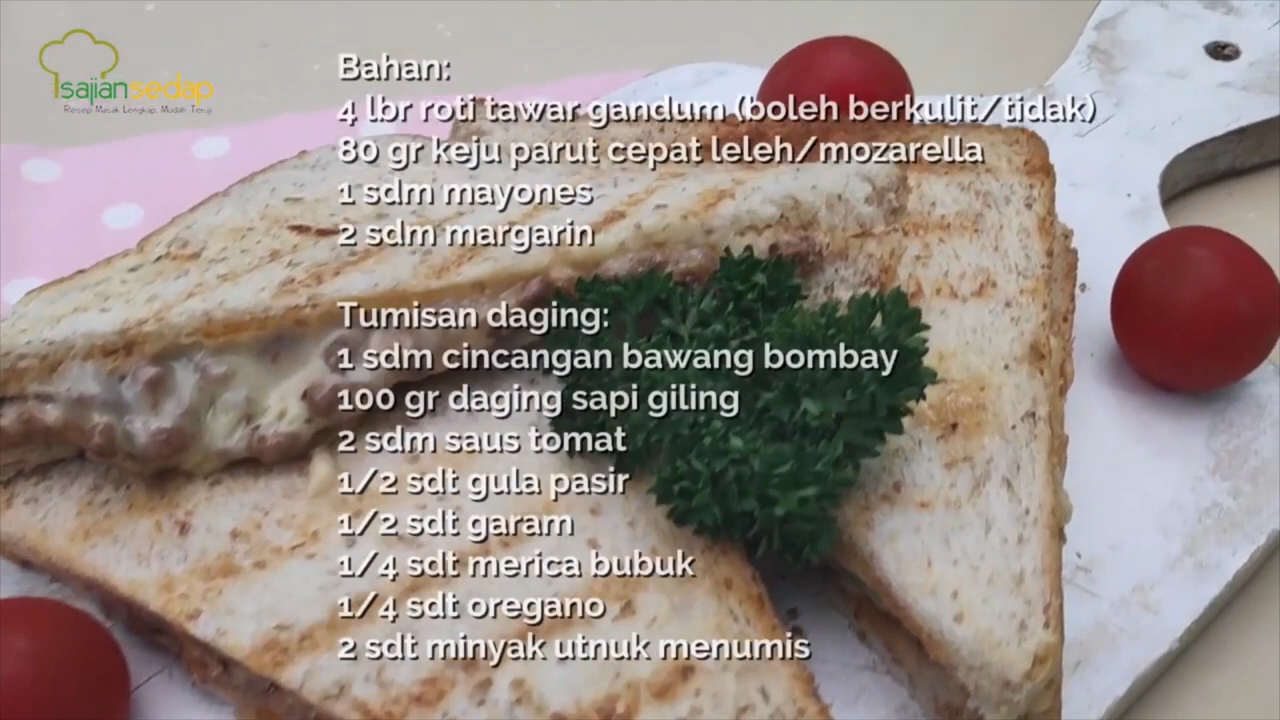 sajiansedap
Resep Masak Lengkap, Mudah, Teruji
Bahan:
4 lbr roti tawar gandum (boleh berkulit/tidak)
80 gr keju parut cepat leleh/mozarella
1 sdm mayones
2 sdm margarin
Tumisan daging:
1 sdm cincangan bawang bombay
100 gr daging sapi giling
2 sdm saus tomat
1/2 sdt gula pasir
1/2 sdt garam
1/4 sdt merica bubuk
1/4 sdt oregano
2 sdt minyak utnuk menumis